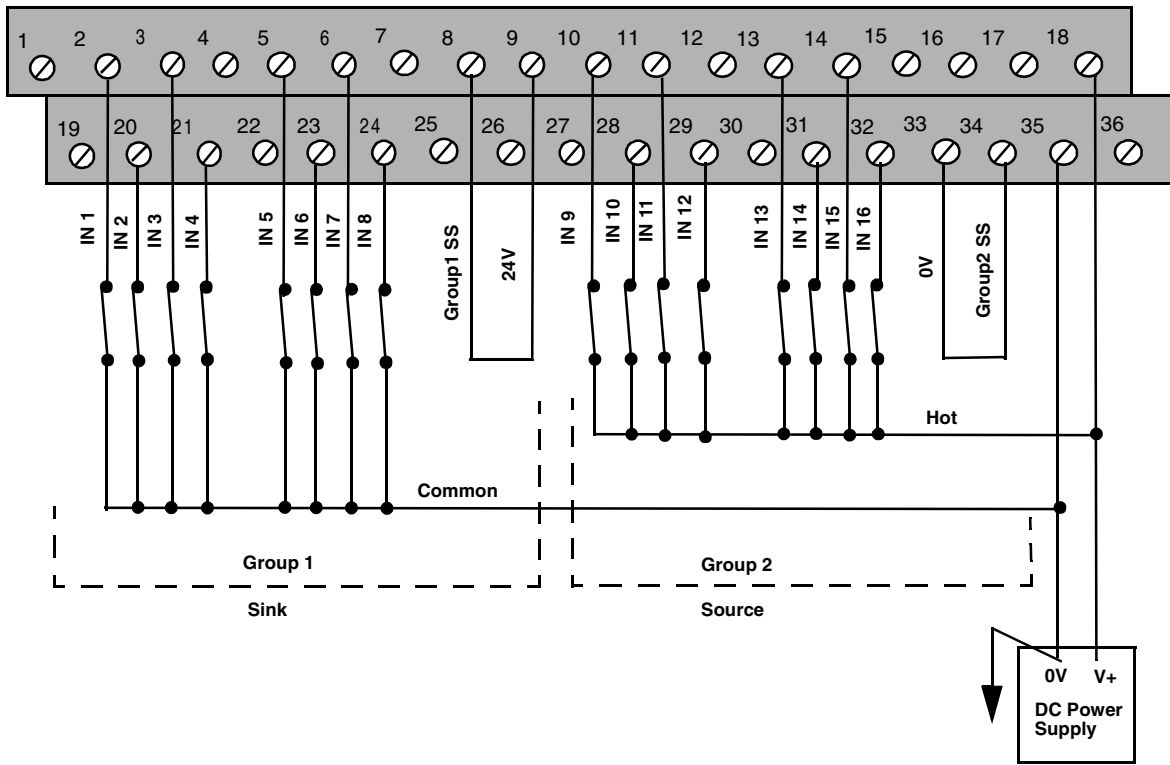 1 2 3 4 5 6 7 8 9 10 11 12 13 14 15 16 17 18
19 20 21 22 23 24 25 26 27 28 29 30 31 32 33 34 35 36
IN 1
IN 2
IN 3
IN 4
IN 5
IN 6
IN 7
IN 8
Group1 SS
24V
IN 9
IN 10
IN 11
IN 12
IN 13
IN 14
IN 15
IN 16
0V
Group2 SS
Hot
Common
Group 1
Group 2
Sink
Source
0V V+
DC Power
Supply